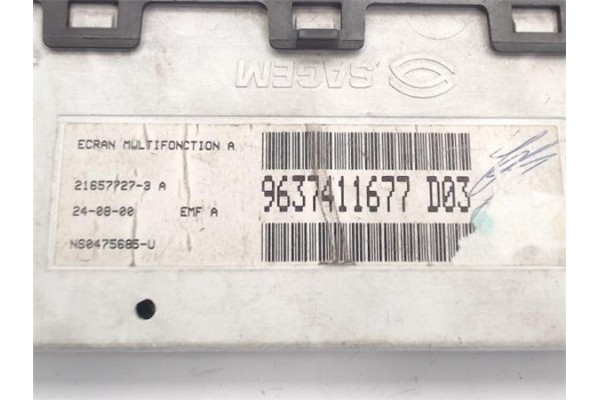 SAGEM
ECRAN MULTIFONCTION A
21657727-3 A
24-08-00 EMF A
NS0475685-U
9637411677 D03